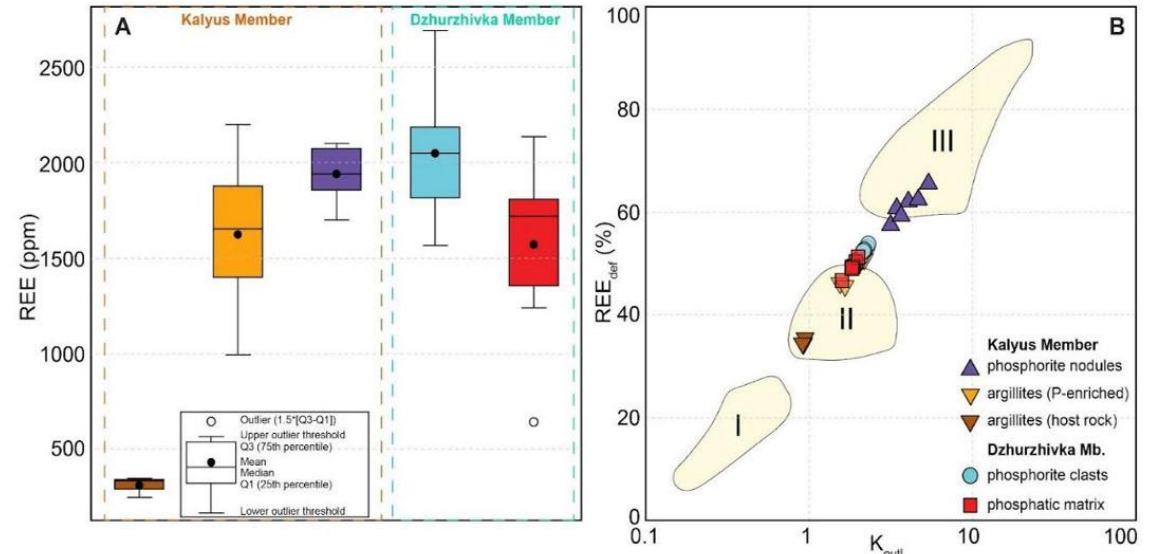 A
Kalyus Member
Dzhurzhivka Member
REE (ppm)
2500
2000
1500
1000
500
Outlier (1.5*[Q3-Q1])
Upper outlier threshold
Q3 (75th percentile)
Mean
Median
Q1 (25th percentile)
Lower outlier threshold
B
REEdef (%)
100
80
60
40
20
0
III
II
I
Kalyus Member
phosphorite nodules
argillites (P-enriched)
argillites (host rock)
Dzhurzhivka Mb.
phosphorite clasts
phosphatic matrix
0.1
1
10
100
Koutl